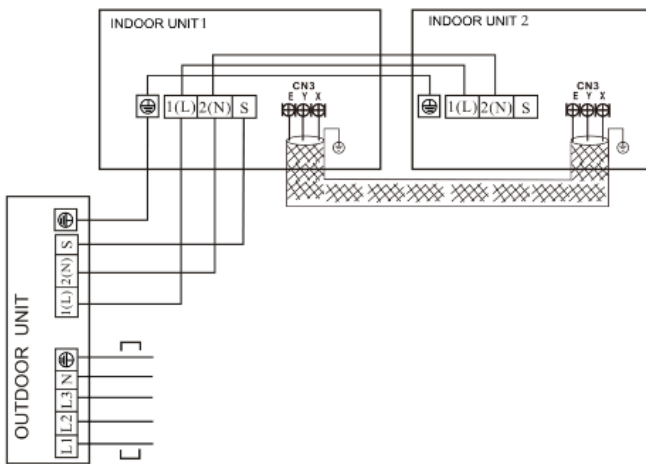 INDOOR UNIT 1
INDOOR UNIT 2
CN3
E Y X
1(L) 2(N) S
CN3
E Y X
1(L) 2(N) S
OUTDOOR UNIT
S
2(N)
1(L)
N
L3
L2
L1